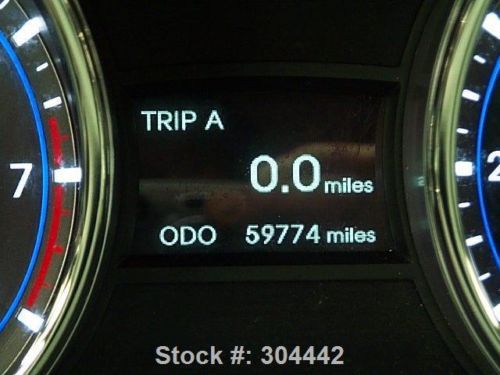 TRIP A
0.0 miles
ODO 59774 miles
7
2
Stock #: 304442